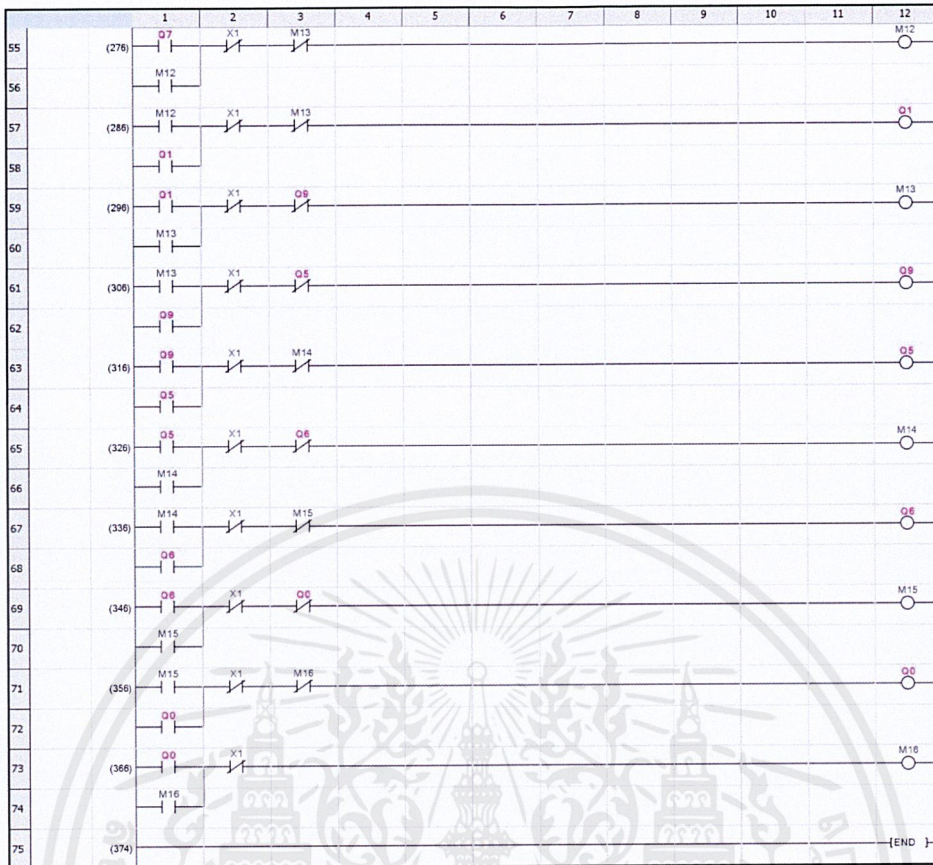 1 2 3 4 5 6 7 8 9 10 11 12
Q7 X1 M13 M12
55 (276)
M12
56
M12 X1 M13 Q1
57 (286)
Q1
58
Q1 X1 Q9 M13
59 (296)
M13
60
M13 X1 Q5 Q9
61 (306)
Q9
62
Q9 X1 M14 Q5
63 (316)
Q5
64
Q5 X1 Q6 M14
65 (326)
M14
66
M14 X1 M15 Q6
67 (336)
Q6
68
Q6 X1 Q0 M15
69 (346)
M15
70
M15 X1 M16 Q0
71 (356)
Q0
72
Q0 X1 M16
73 (366)
M16
74
75 (374) [END ]